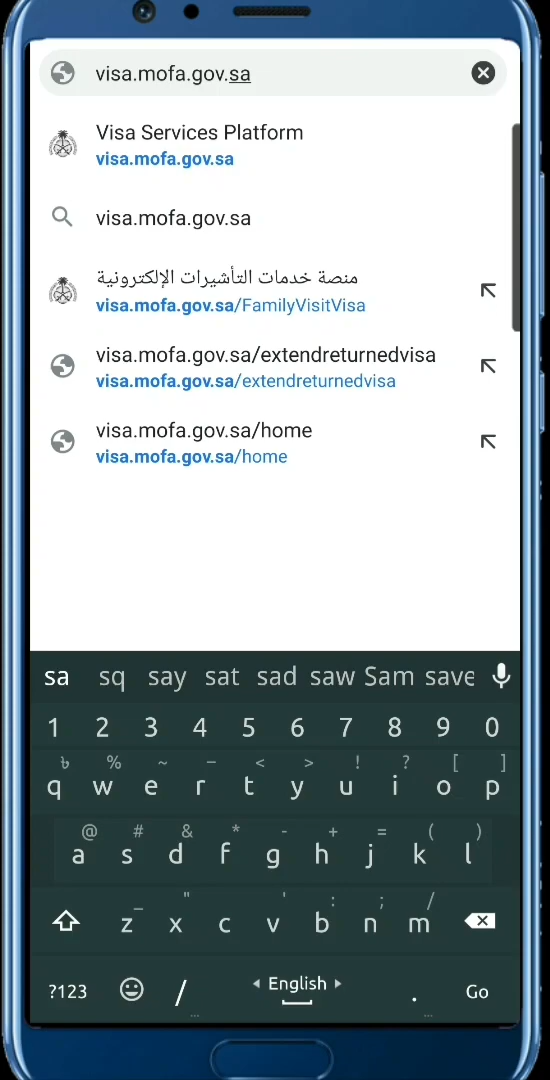 visa.mofa.gov.sa
Visa Services Platform
visa.mofa.gov.sa
visa.mofa.gov.sa
منصة خدمات التأشيرات الإلكترونية
visa.mofa.gov.sa/FamilyVisitVisa
visa.mofa.gov.sa/extendreturnedvisa
visa.mofa.gov.sa/extendreturnedvisa
visa.mofa.gov.sa/home
visa.mofa.gov.sa/home
sa sq say sat sad saw Sam save
1 2 3 4 5 6 7 8 9 0
৳ % ~ – < > ! ? [ ]
q w e r t y u i o p
@ # & * - + = ( )
a s d f g h j k l
_ " ' : ; /
z x c v b n m
?123 / English . Go